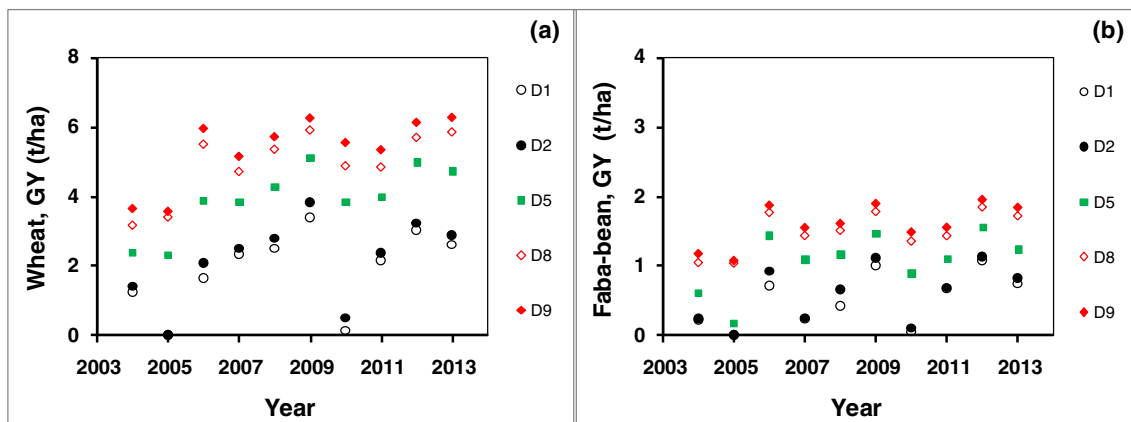 (a)
Wheat, GY (t/ha)
8
6
4
2
0
2003 2005 2007 2009 2011 2013
Year
D1
D2
D5
D8
D9
(b)
Faba-bean, GY (t/ha)
4
3
2
1
0
2003 2005 2007 2009 2011 2013
Year
D1
D2
D5
D8
D9